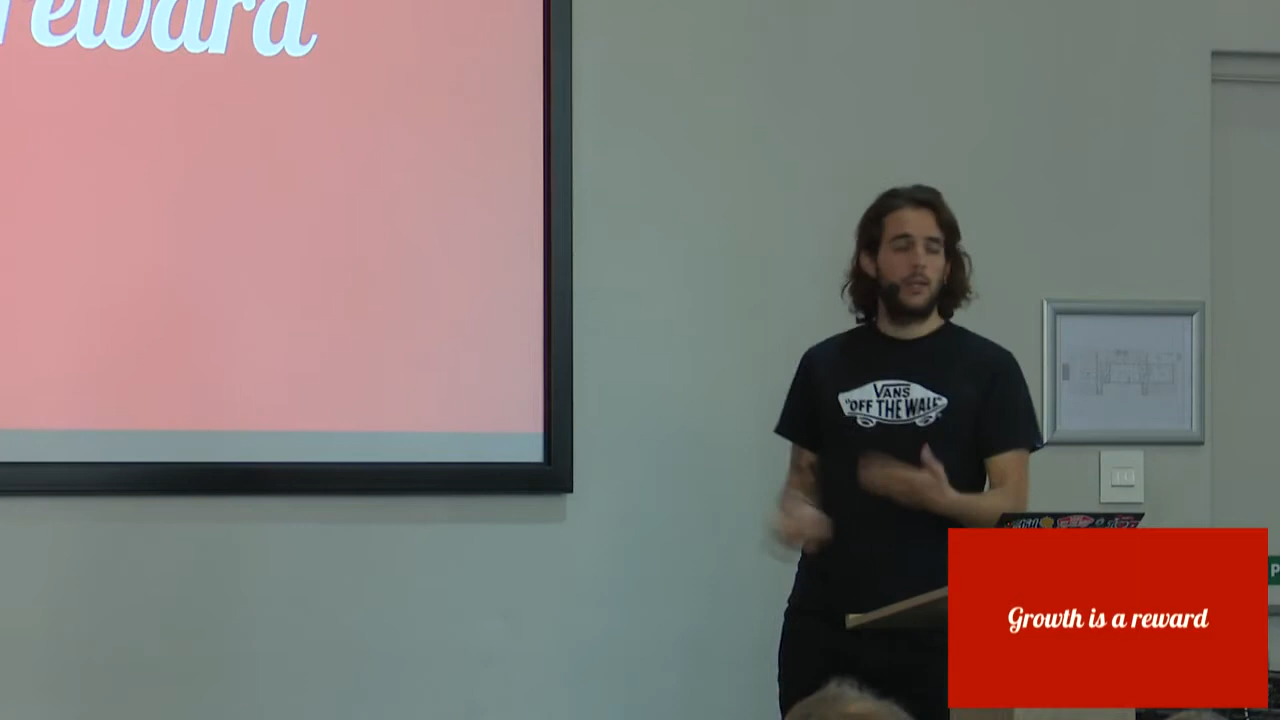 reward
VANS
"OFF THE WALL"
Growth is a reward
P